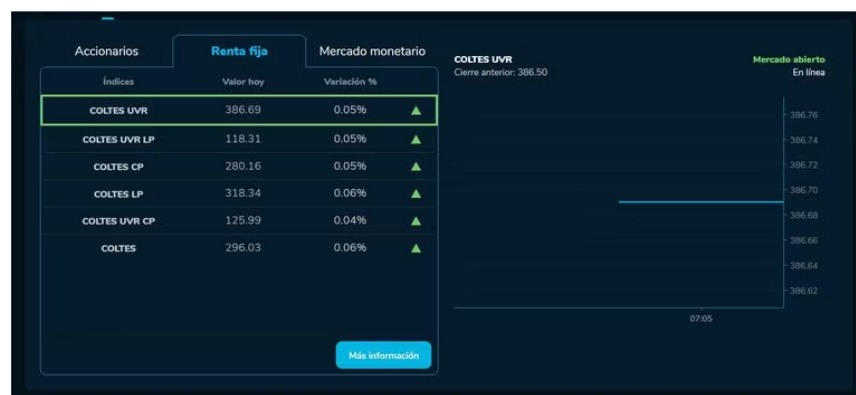 Accionarios Renta fija Mercado monetario
Índices Valor hoy Variación %
COLTES UVR 386.69 0.05%
COLTES UVR LP 118.31 0.05%
COLTES CP 280.16 0.05%
COLTES LP 318.34 0.06%
COLTES UVR CP 125.99 0.04%
COLTES 296.03 0.06%
Más información
COLTES UVR Mercado abierto
Cierre anterior: 386.50 En línea
386.76
386.74
386.72
386.70
386.68
386.66
386.64
386.62
07:05